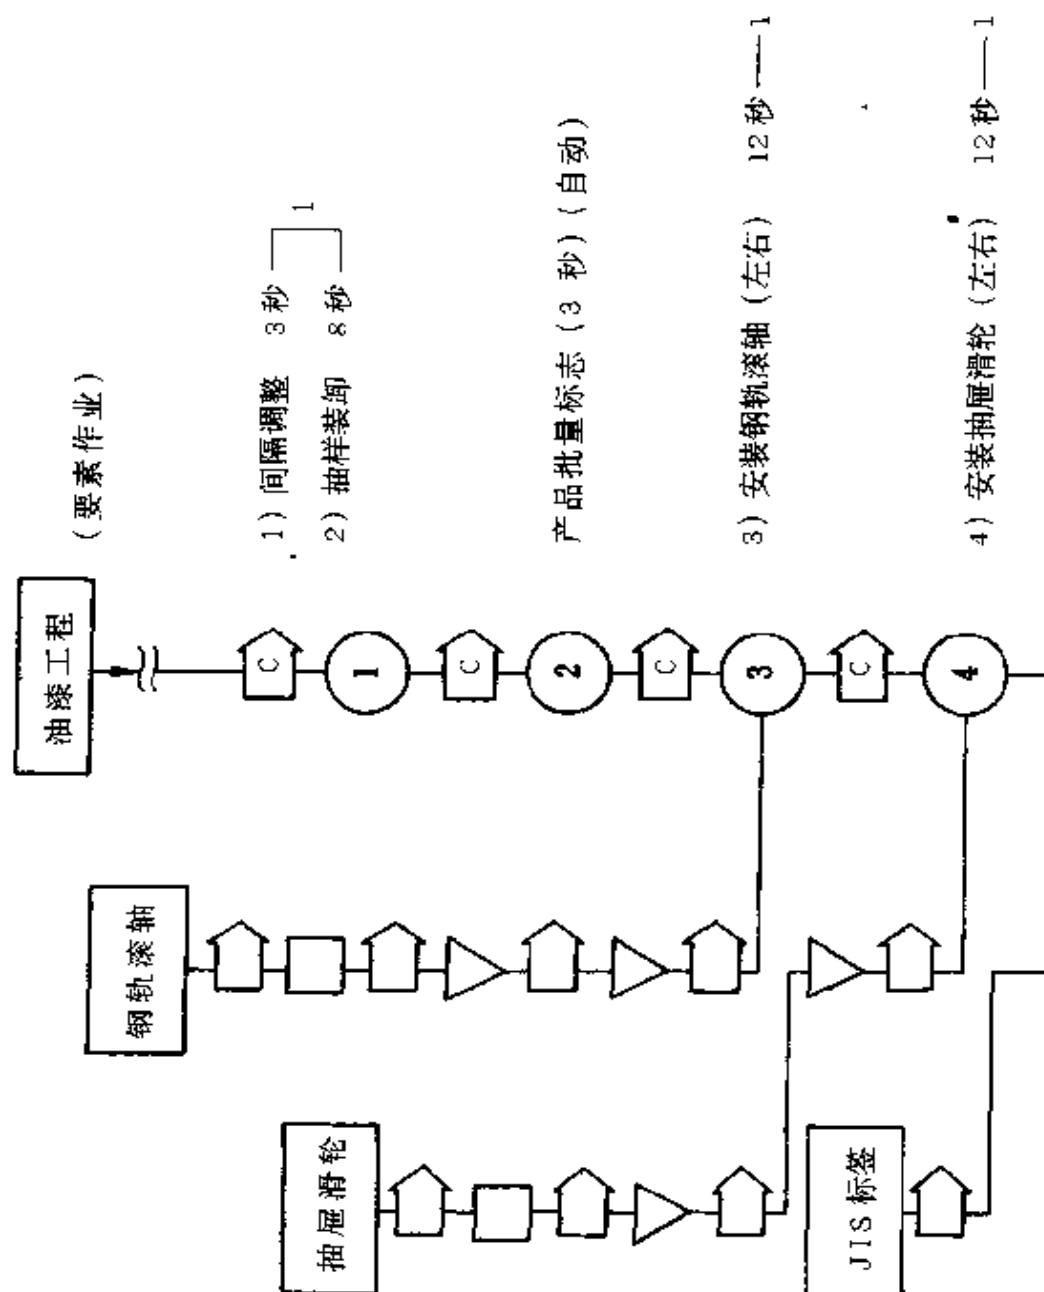 油漆工程
(要素作业)
C
1
1) 间隔调整 3秒
2) 抽样装卸 8秒
1
C
2
产品批量标志 (3 秒) (自动)
C
3
3) 安装钢轨滚轴 (左右) 12秒——1
C
4
4) 安装抽屉滑轮 (左右) 12秒——1
钢轨滚轴
抽屉滑轮
JIS 标签